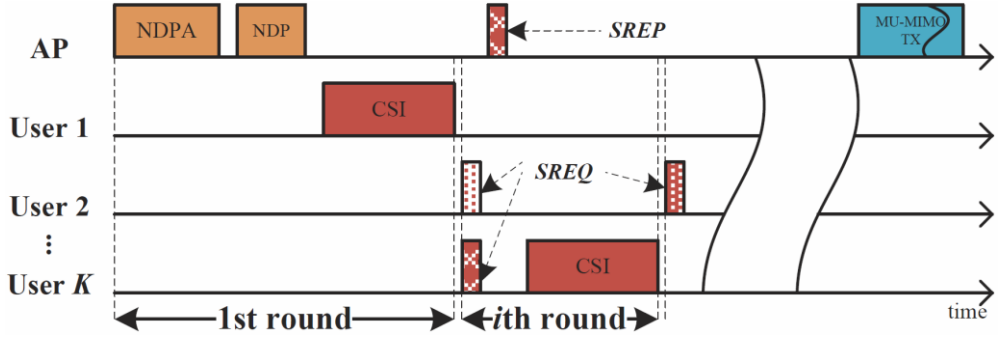 AP
NDPA
NDP
SREP
MU-MIMO
TX
User 1
CSI
User 2
SREQ
⋮
User K
CSI
time
1st round
ith round